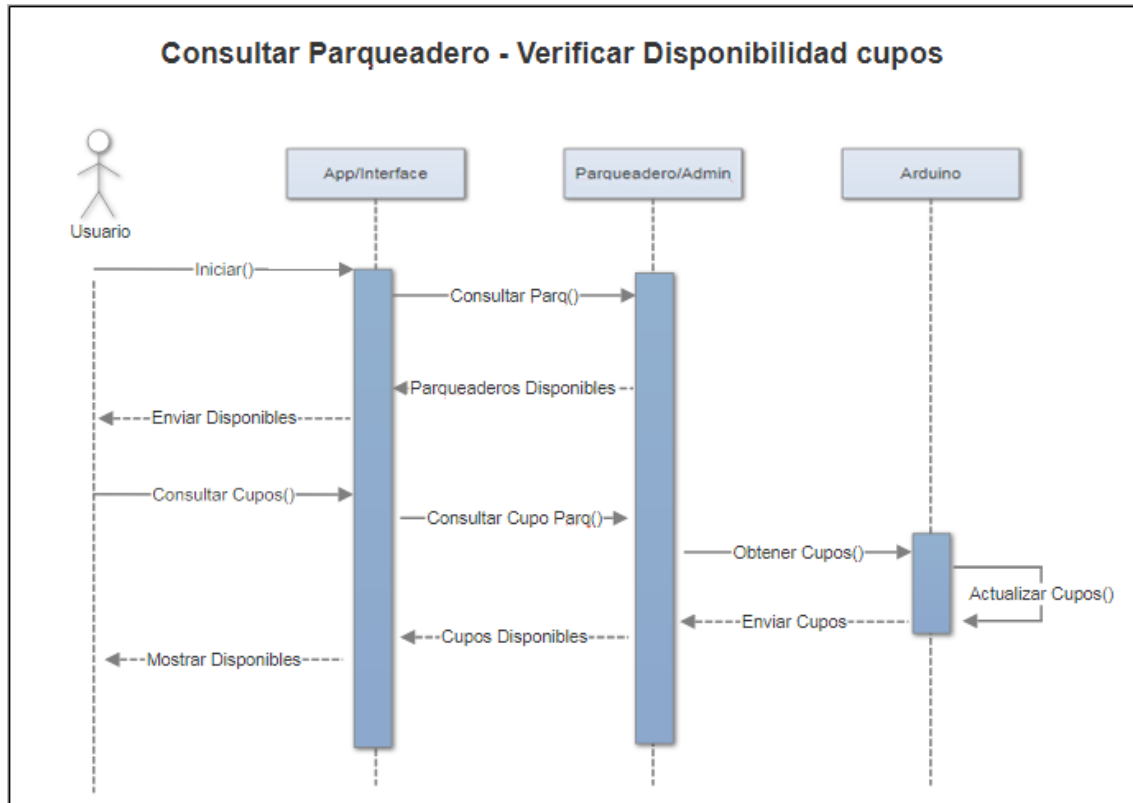 Consultar Parqueadero - Verificar Disponibilidad cupos
App/Interface
Parqueadero/Admin
Arduino
Usuario
Iniciar()
Consultar Parq()
Parqueaderos Disponibles
Enviar Disponibles
Consultar Cupos()
Consultar Cupo Parq()
Obtener Cupos()
Actualizar Cupos()
Enviar Cupos
Cupos Disponibles
Mostrar Disponibles